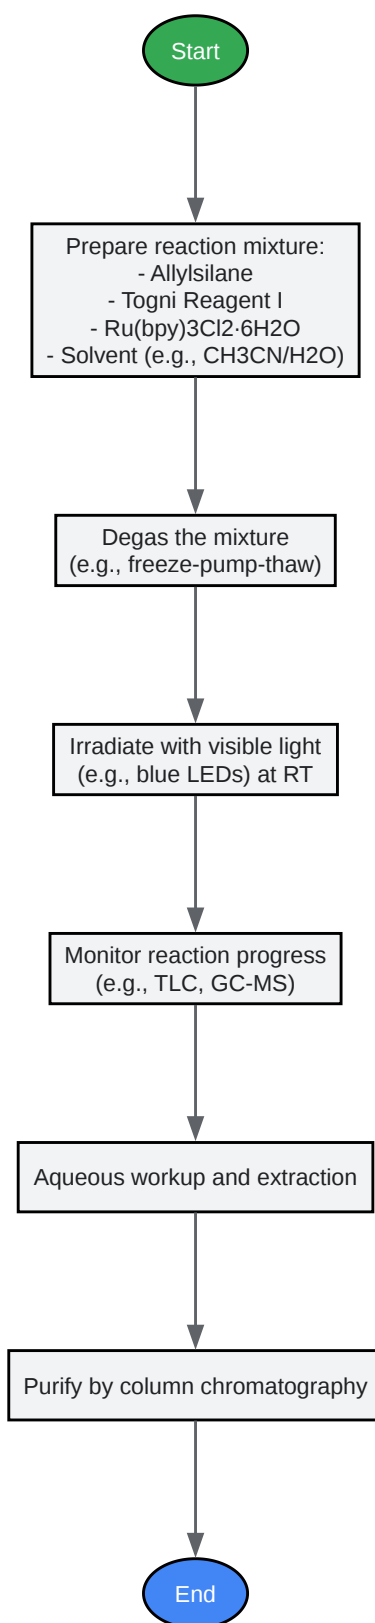 Start
Prepare reaction mixture:
- Allylsilane
- Togni Reagent I
- Ru(bpy)3Cl2·6H2O
- Solvent (e.g., CH3CN/H2O)
Degas the mixture
(e.g., freeze-pump-thaw)
Irradiate with visible light
(e.g., blue LEDs) at RT
Monitor reaction progress
(e.g., TLC, GC-MS)
Aqueous workup and extraction
Purify by column chromatography
End